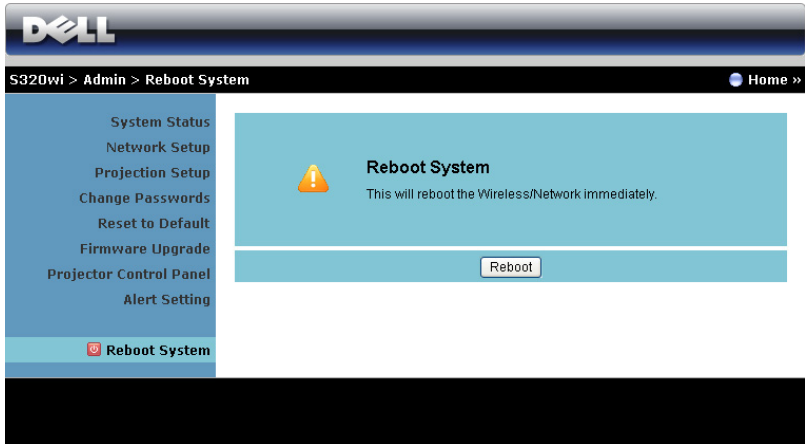 DELL
S320wi > Admin > Reboot System
Home »
System Status
Network Setup
Projection Setup
Change Passwords
Reset to Default
Firmware Upgrade
Projector Control Panel
Alert Setting
Reboot System
Reboot System
This will reboot the Wireless/Network immediately.
Reboot